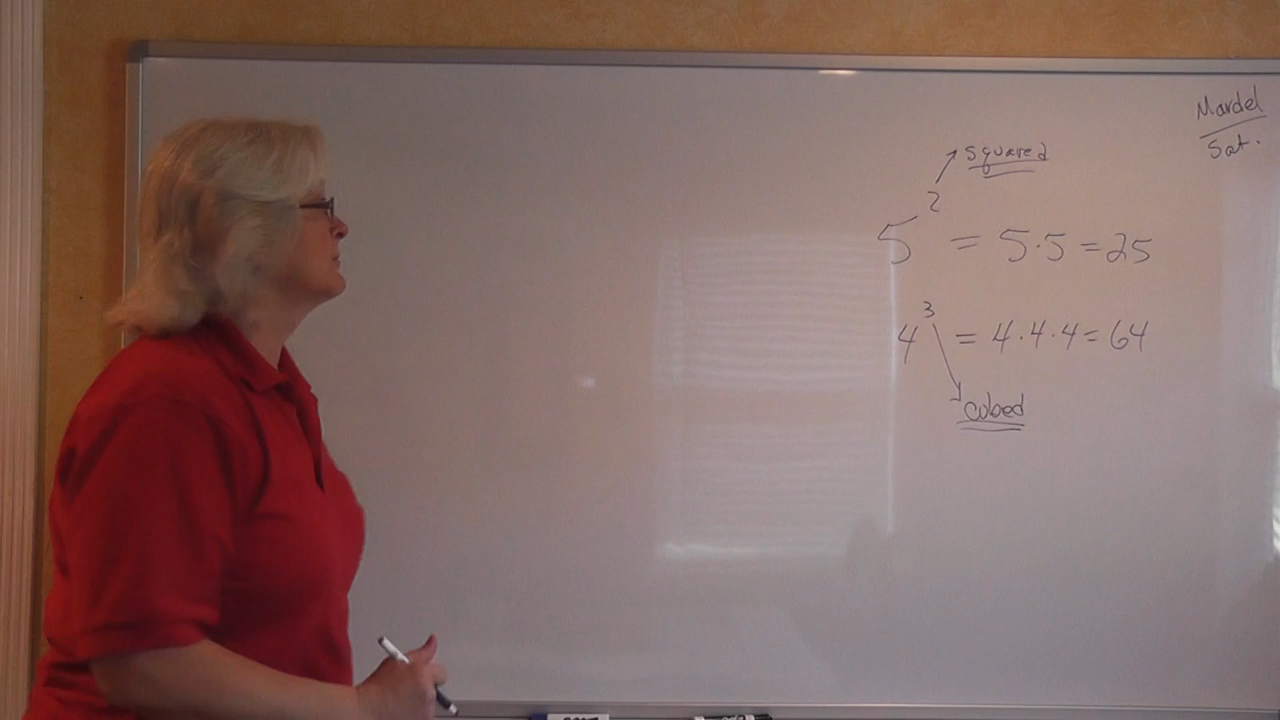 Mardel
Sat.
squared
5² = 5·5 = 25
4³ = 4·4·4 = 64
cubed